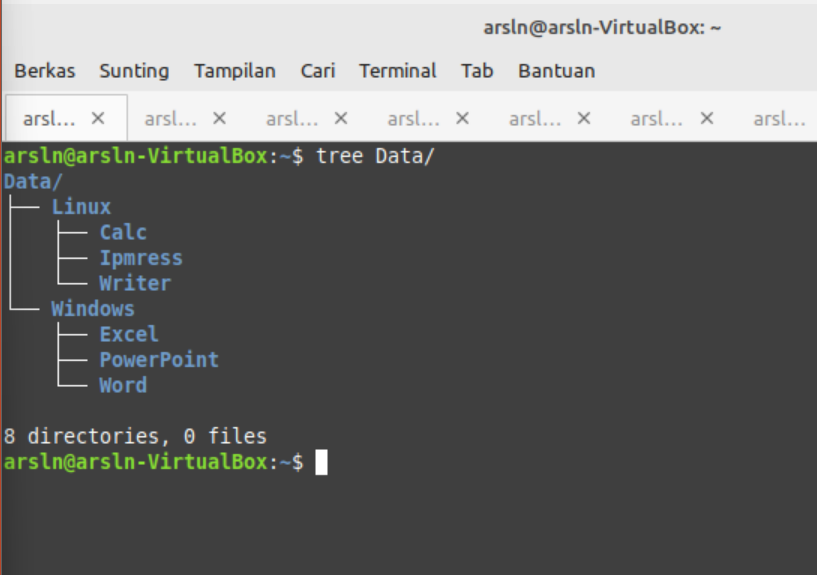 arsln@arsln-VirtualBox: ~
Berkas Sunting Tampilan Cari Terminal Tab Bantuan
arsl... × arsl... × arsl... × arsl... × arsl... × arsl... × arsl...
arsln@arsln-VirtualBox:~$ tree Data/
Data/
├── Linux
│   ├── Calc
│   ├── Ipmress
│   └── Writer
└── Windows
    ├── Excel
    ├── PowerPoint
    └── Word
8 directories, 0 files
arsln@arsln-VirtualBox:~$